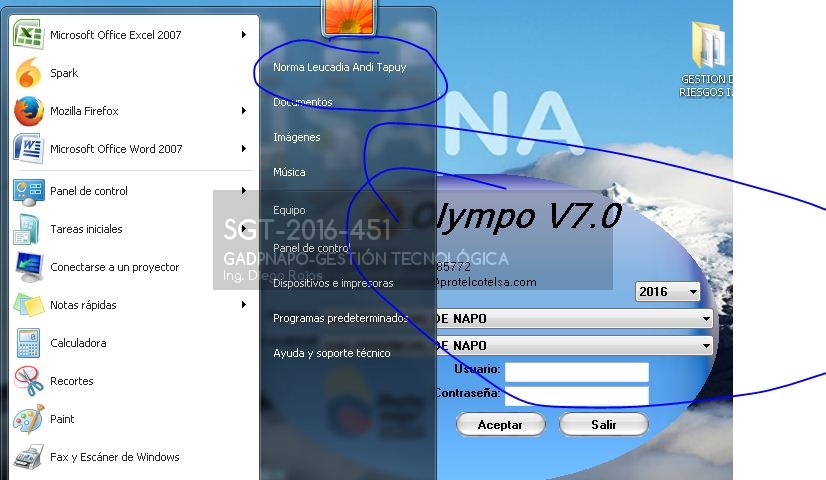 Microsoft Office Excel 2007
Spark
Mozilla Firefox
Microsoft Office Word 2007
Panel de control
Tareas iniciales
Conectarse a un proyector
Notas rápidas
Calculadora
Recortes
Paint
Fax y Escáner de Windows
Norma Leucadia Andi Tapuy
Documentos
Imágenes
Música
Equipo
Panel de control
Dispositivos e impresoras
Programas predeterminados
Ayuda y soporte técnico
SGT-2016-451
GADPNAPO-GESTIÓN TECNOLÓGICA
Ing. Diego Rojas
ANA
GESTION D
RIESGOS I.
Olympo V7.0
85772
@protelcotelsa.com
2016
DE NAPO
DE NAPO
Usuario:
Contraseña:
Aceptar
Salir